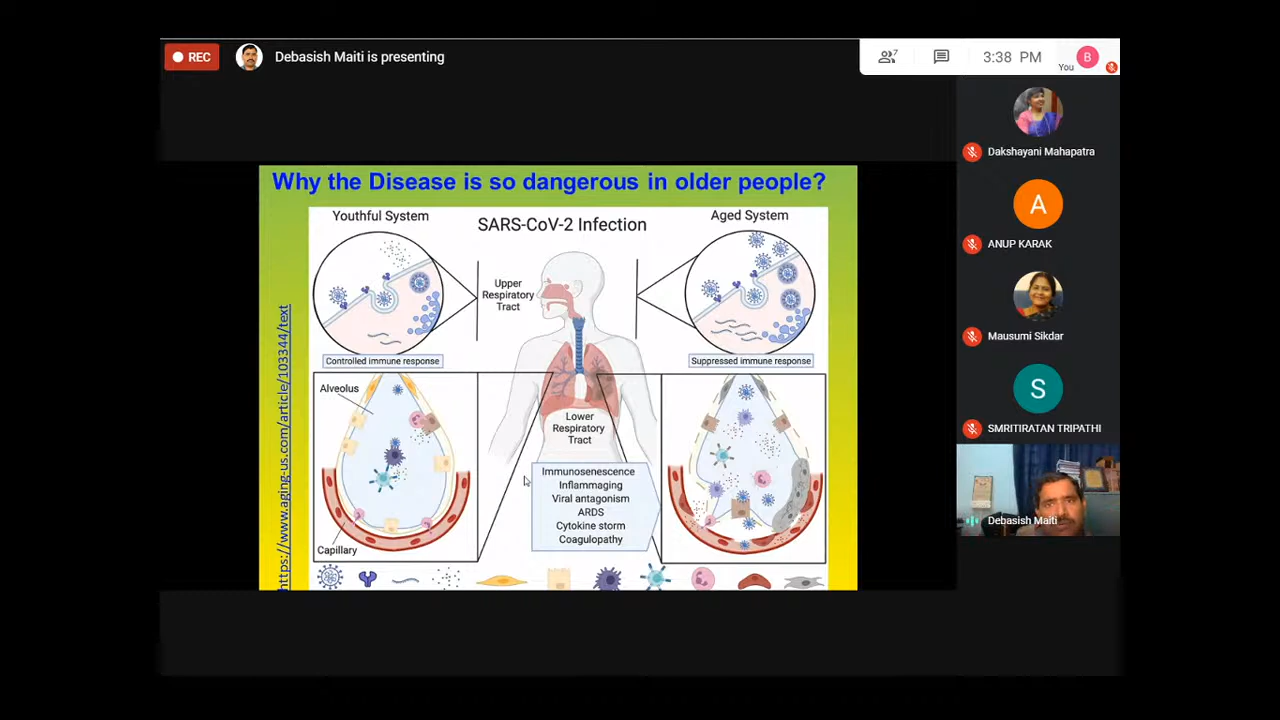 REC
Debasish Maiti is presenting
7
3:38 PM
You
B
Dakshayani Mahapatra
A
ANUP KARAK
Mausumi Sikdar
S
SMRITIRATAN TRIPATHI
Debasish Maiti
Why the Disease is so dangerous in older people?
Youthful System
SARS-CoV-2 Infection
Aged System
Upper
Respiratory
Tract
Controlled immune response
Suppressed immune response
Alveolus
Lower
Respiratory
Tract
Immunosenescence
Inflammaging
Viral antagonism
ARDS
Cytokine storm
Coagulopathy
Capillary
https://www.aging-us.com/article/103344/text